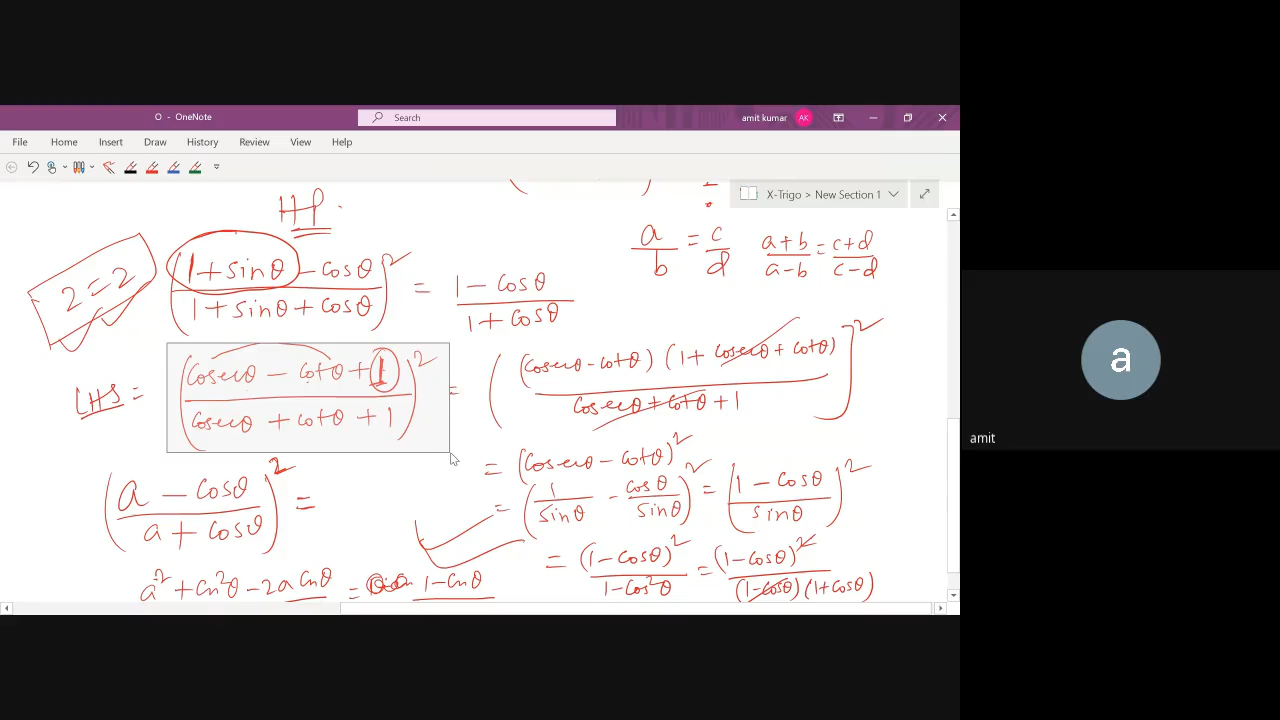 O - OneNote
Search
amit kumar AK
File Home Insert Draw History Review View Help
X-Trigo > New Section 1
HP.
a/b = c/d   (a+b)/(a-b) = (c+d)/(c-d)
2=2
((1+sinθ - cosθ)/(1+sinθ+cosθ))² = (1 - cosθ)/(1 + cosθ)
LHS = ((cosecθ - cotθ + 1)/(cosecθ + cotθ + 1))² = ((cosecθ - cotθ)(1 + cosecθ + cotθ)/(cosecθ + cotθ + 1))²
= (cosecθ - cotθ)²
= (1/sinθ - cosθ/sinθ)² = ((1 - cosθ)/sinθ)²
= (1-cosθ)²/(1-cos²θ) = (1-cosθ)²/((1-cosθ)(1+cosθ))
((a - cosθ)/(a + cosθ))² =
a² + cos²θ - 2a cosθ = 1 - cosθ
a
amit